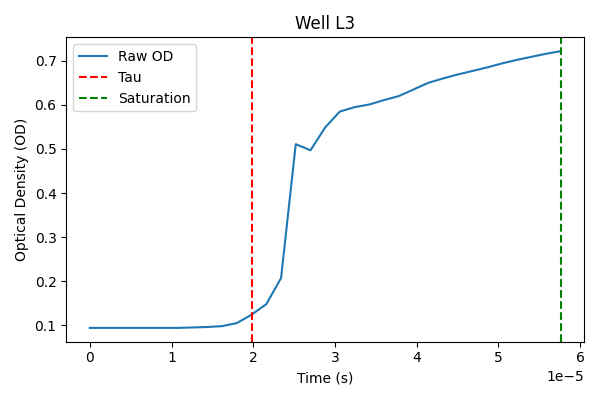 Well L3
Raw OD
Tau
Saturation
Optical Density (OD)
0.7
0.6
0.5
0.4
0.3
0.2
0.1
0 1 2 3 4 5 6
1e−5
Time (s)